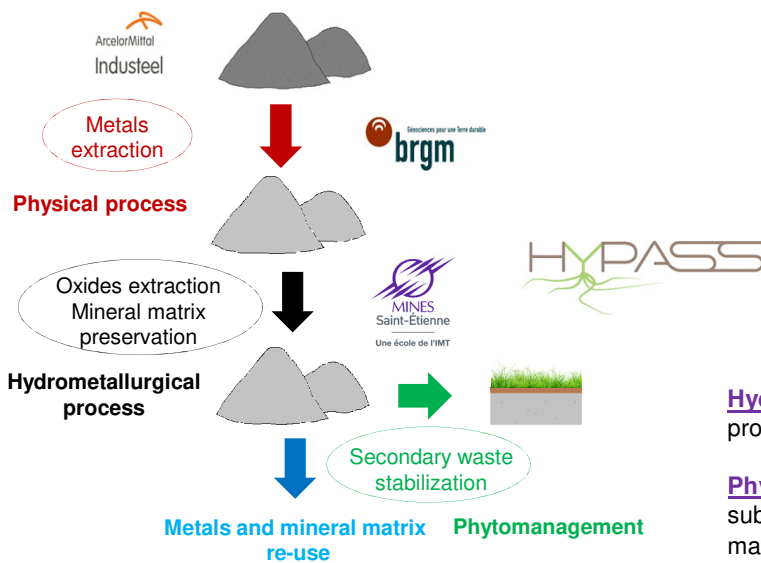 ArcelorMittal
Industeel
Metals
extraction
Géosciences pour une Terre durable
brgm
Physical process
HYPASS
Oxides extraction
Mineral matrix
preservation
MINES
Saint-Étienne
Une école de l'IMT
Hydrometallurgical
process
Hyd
pro
Secondary waste
stabilization
Phy
sub
ma
Metals and mineral matrix
re-use
Phytomanagement